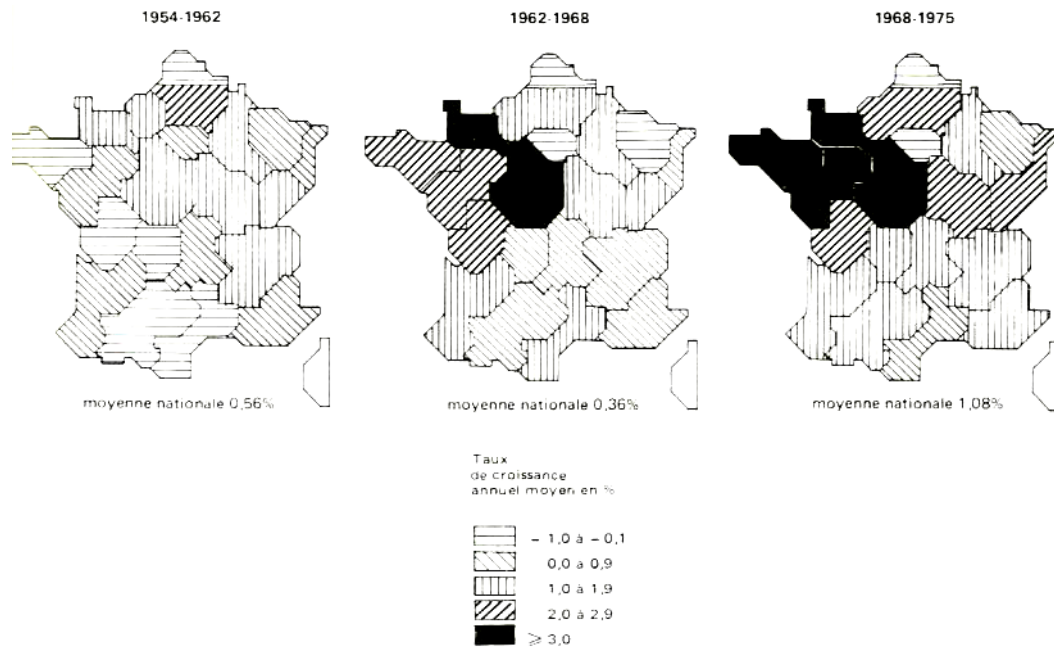 1954-1962
1962-1968
1968-1975
moyenne nationale 0,56%
moyenne nationale 0,36%
moyenne nationale 1,08%
Taux
de croissance
annuel moyen en %
– 1,0 à – 0,1
0,0 à 0,9
1,0 à 1,9
2,0 à 2,9
⩾ 3,0